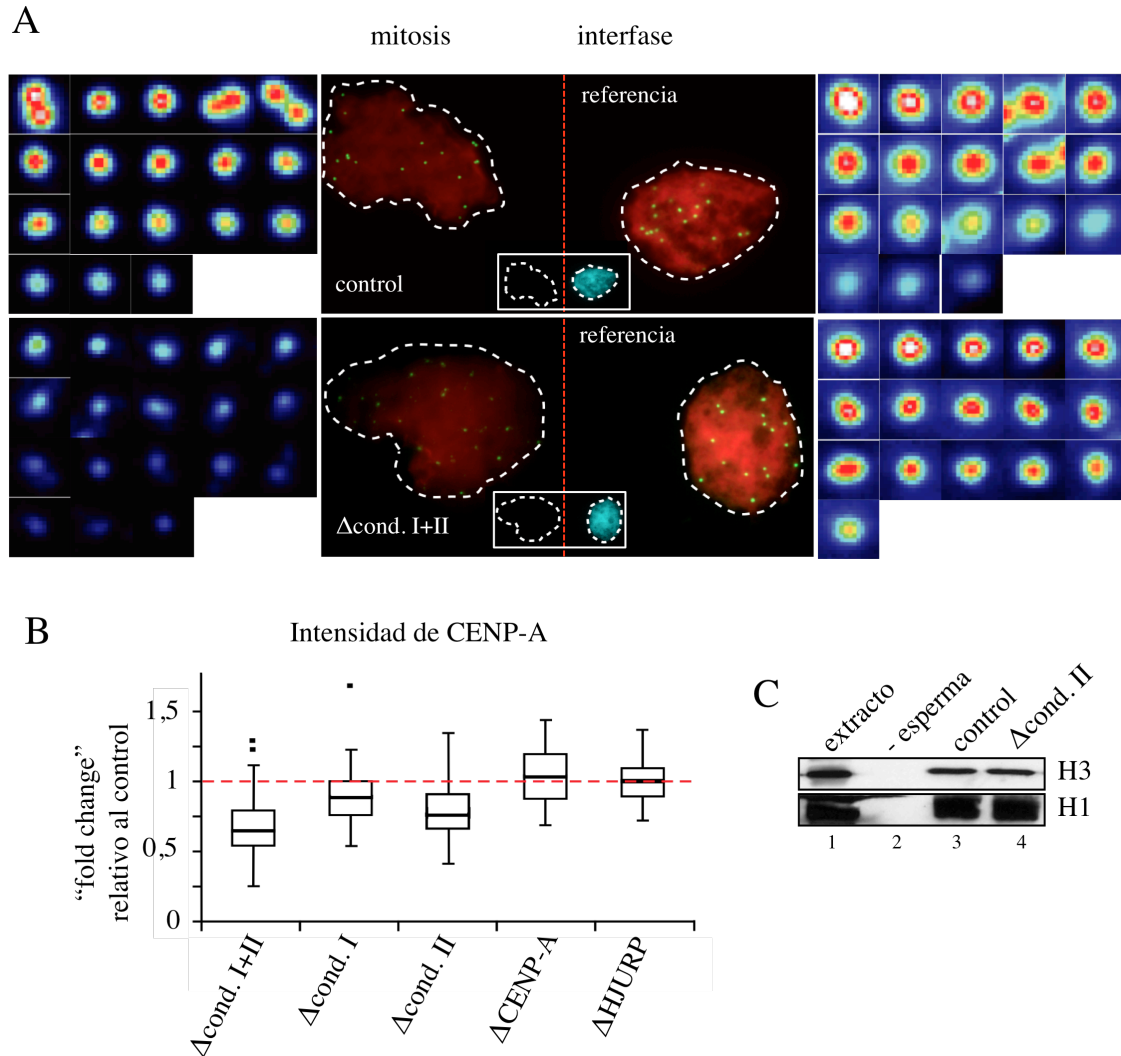 A
mitosis
interfase
referencia
control
referencia
Δcond. I+II
B
Intensidad de CENP-A
"fold change"
relativo al control
1,5
1
0,5
0
Δcond. I+II
Δcond. I
Δcond. II
ΔCENP-A
ΔHJURP
C
extracto
- esperma
control
Δcond. II
H3
H1
1 2 3 4